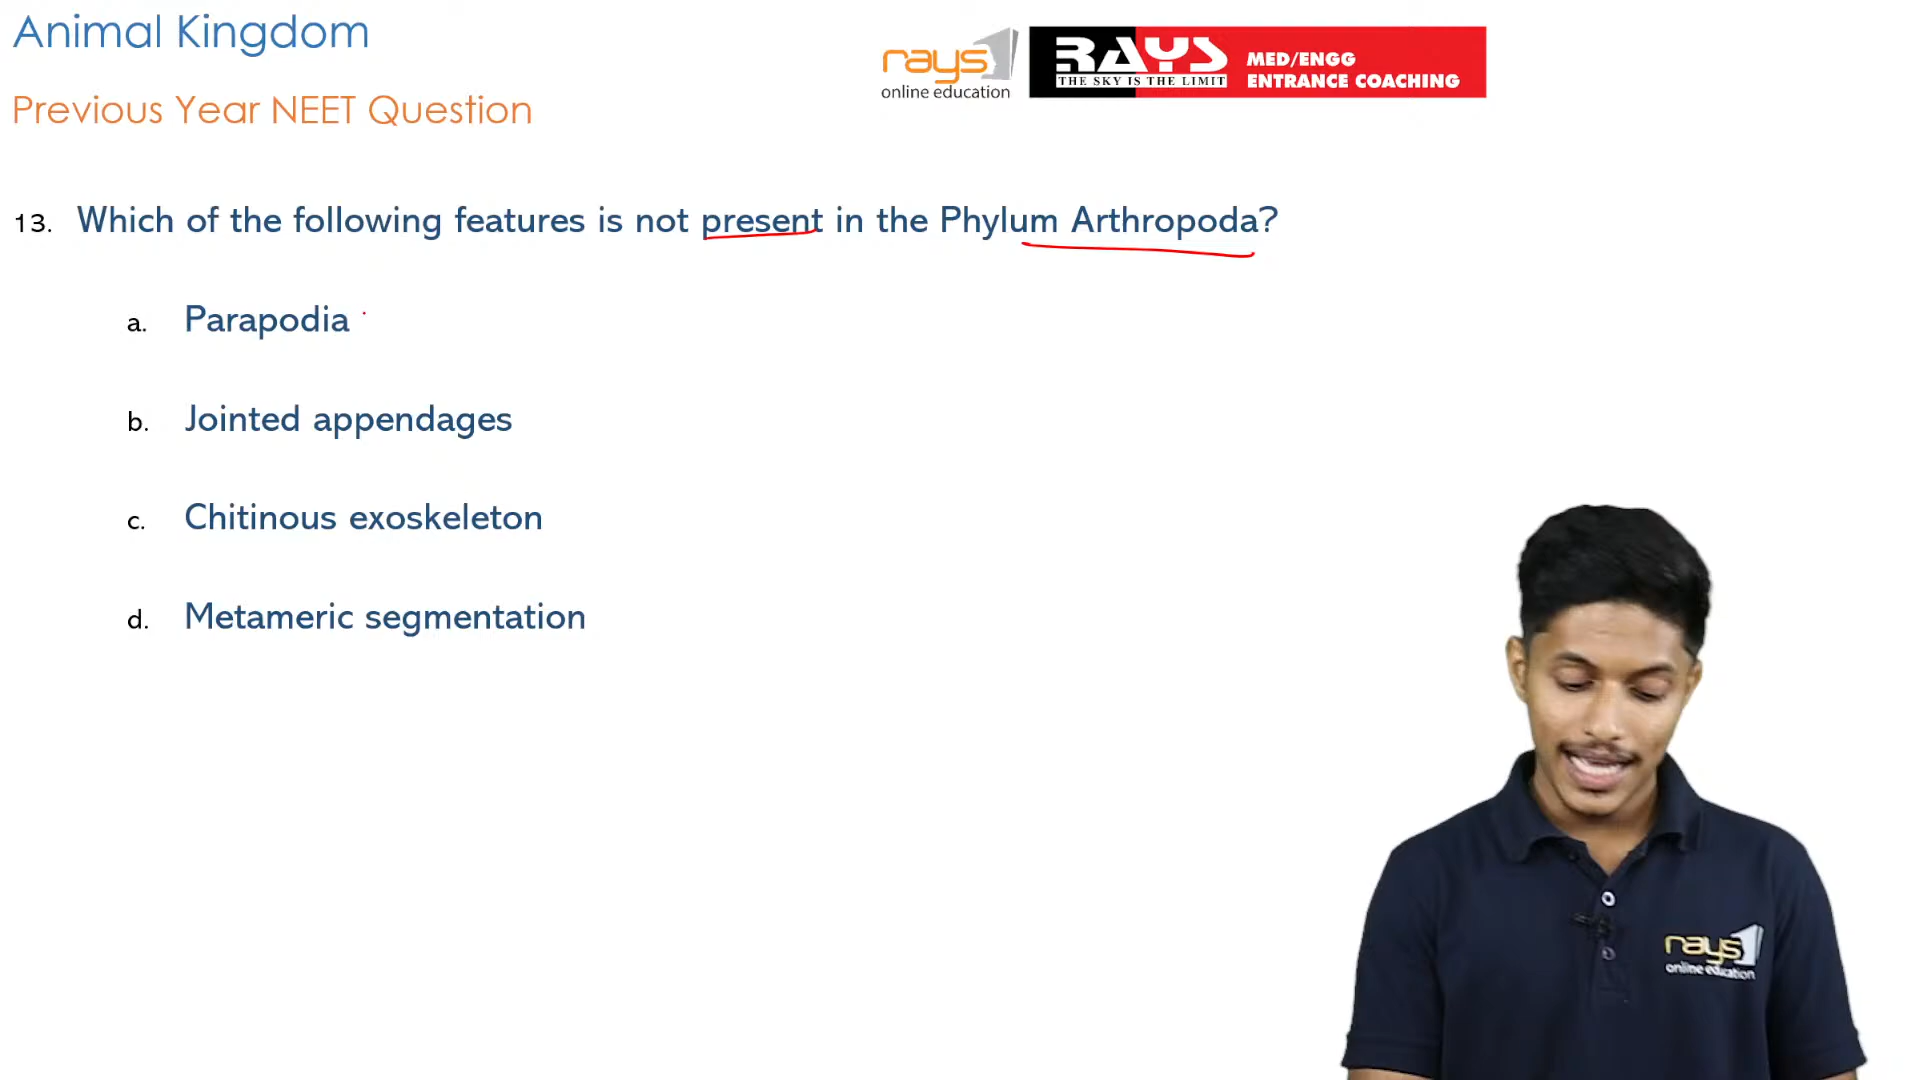 Animal Kingdom
rays
online education
RAYS
THE SKY IS THE LIMIT
MED/ENGG
ENTRANCE COACHING
Previous Year NEET Question
13. Which of the following features is not present in the Phylum Arthropoda?
a. Parapodia
b. Jointed appendages
c. Chitinous exoskeleton
d. Metameric segmentation
rays
online education